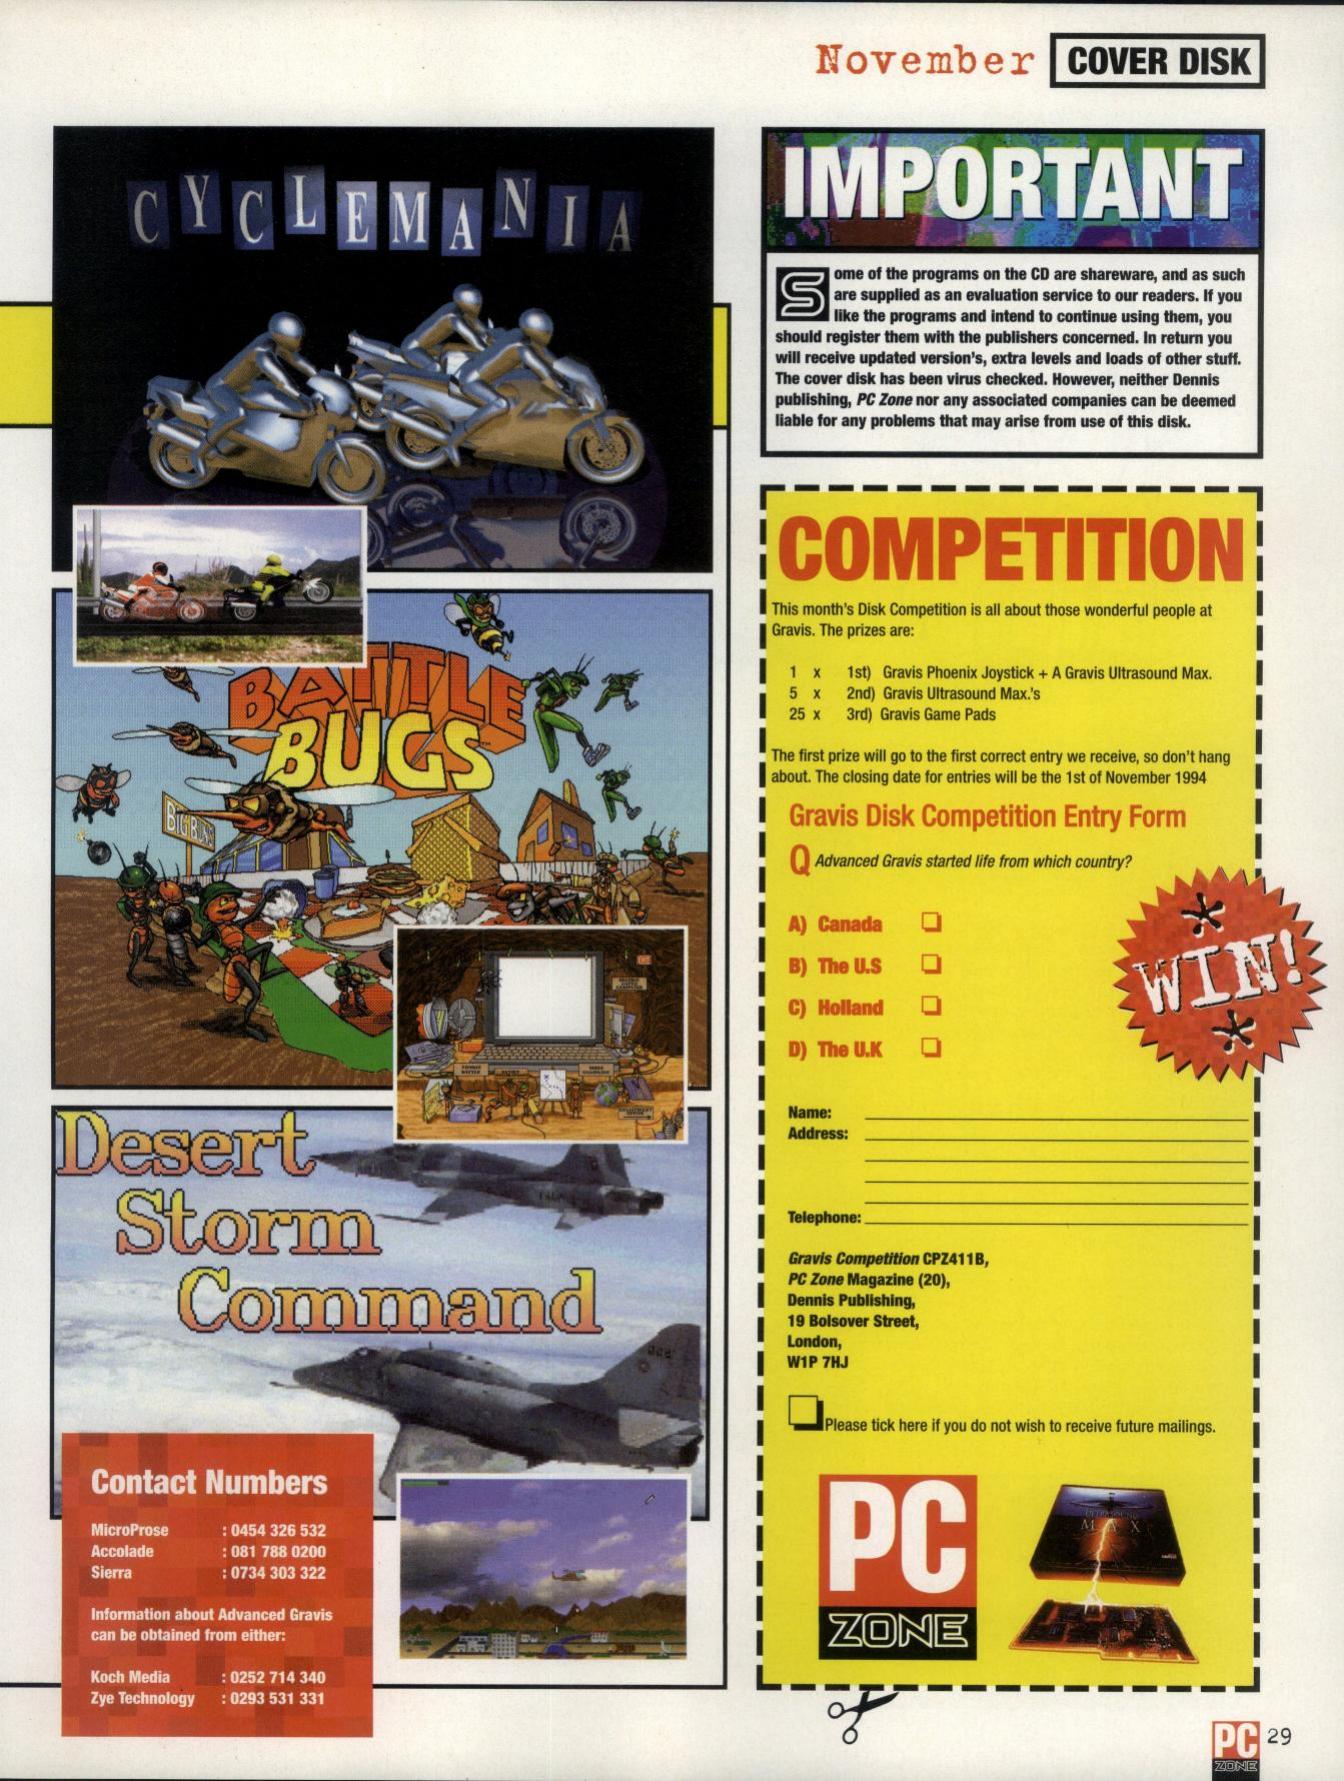 November COVER DISK
CYCLEMANIA
BATTLE
BUGS
BIG BUGS
Desert
Storm
Command
Contact Numbers
MicroProse : 0454 326 532
Accolade : 081 788 0200
Sierra : 0734 303 322
Information about Advanced Gravis
can be obtained from either:
Koch Media : 0252 714 340
Zye Technology : 0293 531 331
IMPORTANT
Some of the programs on the CD are shareware, and as such
are supplied as an evaluation service to our readers. If you
like the programs and intend to continue using them, you
should register them with the publishers concerned. In return you
will receive updated version's, extra levels and loads of other stuff.
The cover disk has been virus checked. However, neither Dennis
publishing, PC Zone nor any associated companies can be deemed
liable for any problems that may arise from use of this disk.
COMPETITION
This month's Disk Competition is all about those wonderful people at
Gravis. The prizes are:
1 x 1st) Gravis Phoenix Joystick + A Gravis Ultrasound Max.
5 x 2nd) Gravis Ultrasound Max.'s
25 x 3rd) Gravis Game Pads
The first prize will go to the first correct entry we receive, so don't hang
about. The closing date for entries will be the 1st of November 1994
Gravis Disk Competition Entry Form
Q Advanced Gravis started life from which country?
A) Canada
B) The U.S
C) Holland
D) The U.K
WIN!
Name:
Address:
Telephone:
Gravis Competition CPZ411B,
PC Zone Magazine (20),
Dennis Publishing,
19 Bolsover Street,
London,
W1P 7HJ
Please tick here if you do not wish to receive future mailings.
PC
ZONE
ULTRASOUND
MAX
PC
ZONE
29